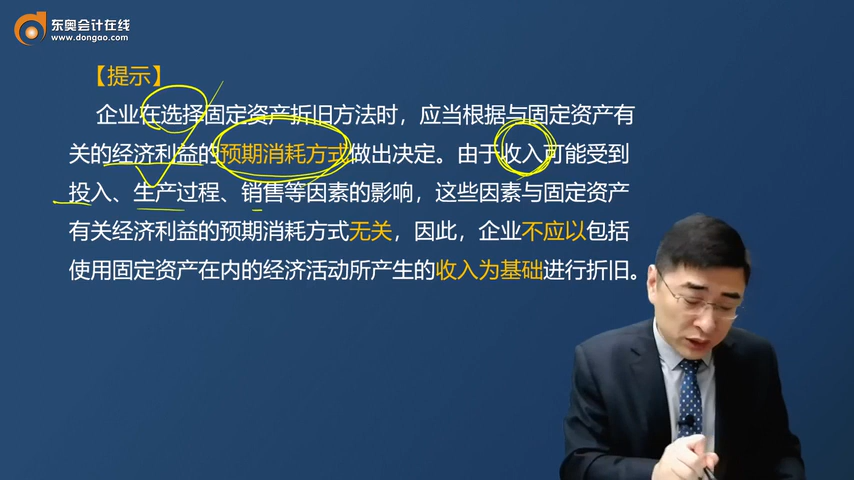 东奥会计在线
www.dongao.com
【提示】
企业在选择固定资产折旧方法时，应当根据与固定资产有
关的经济利益的预期消耗方式做出决定。由于收入可能受到
投入、生产过程、销售等因素的影响，这些因素与固定资产
有关经济利益的预期消耗方式无关，因此，企业不应以包括
使用固定资产在内的经济活动所产生的收入为基础进行折旧。